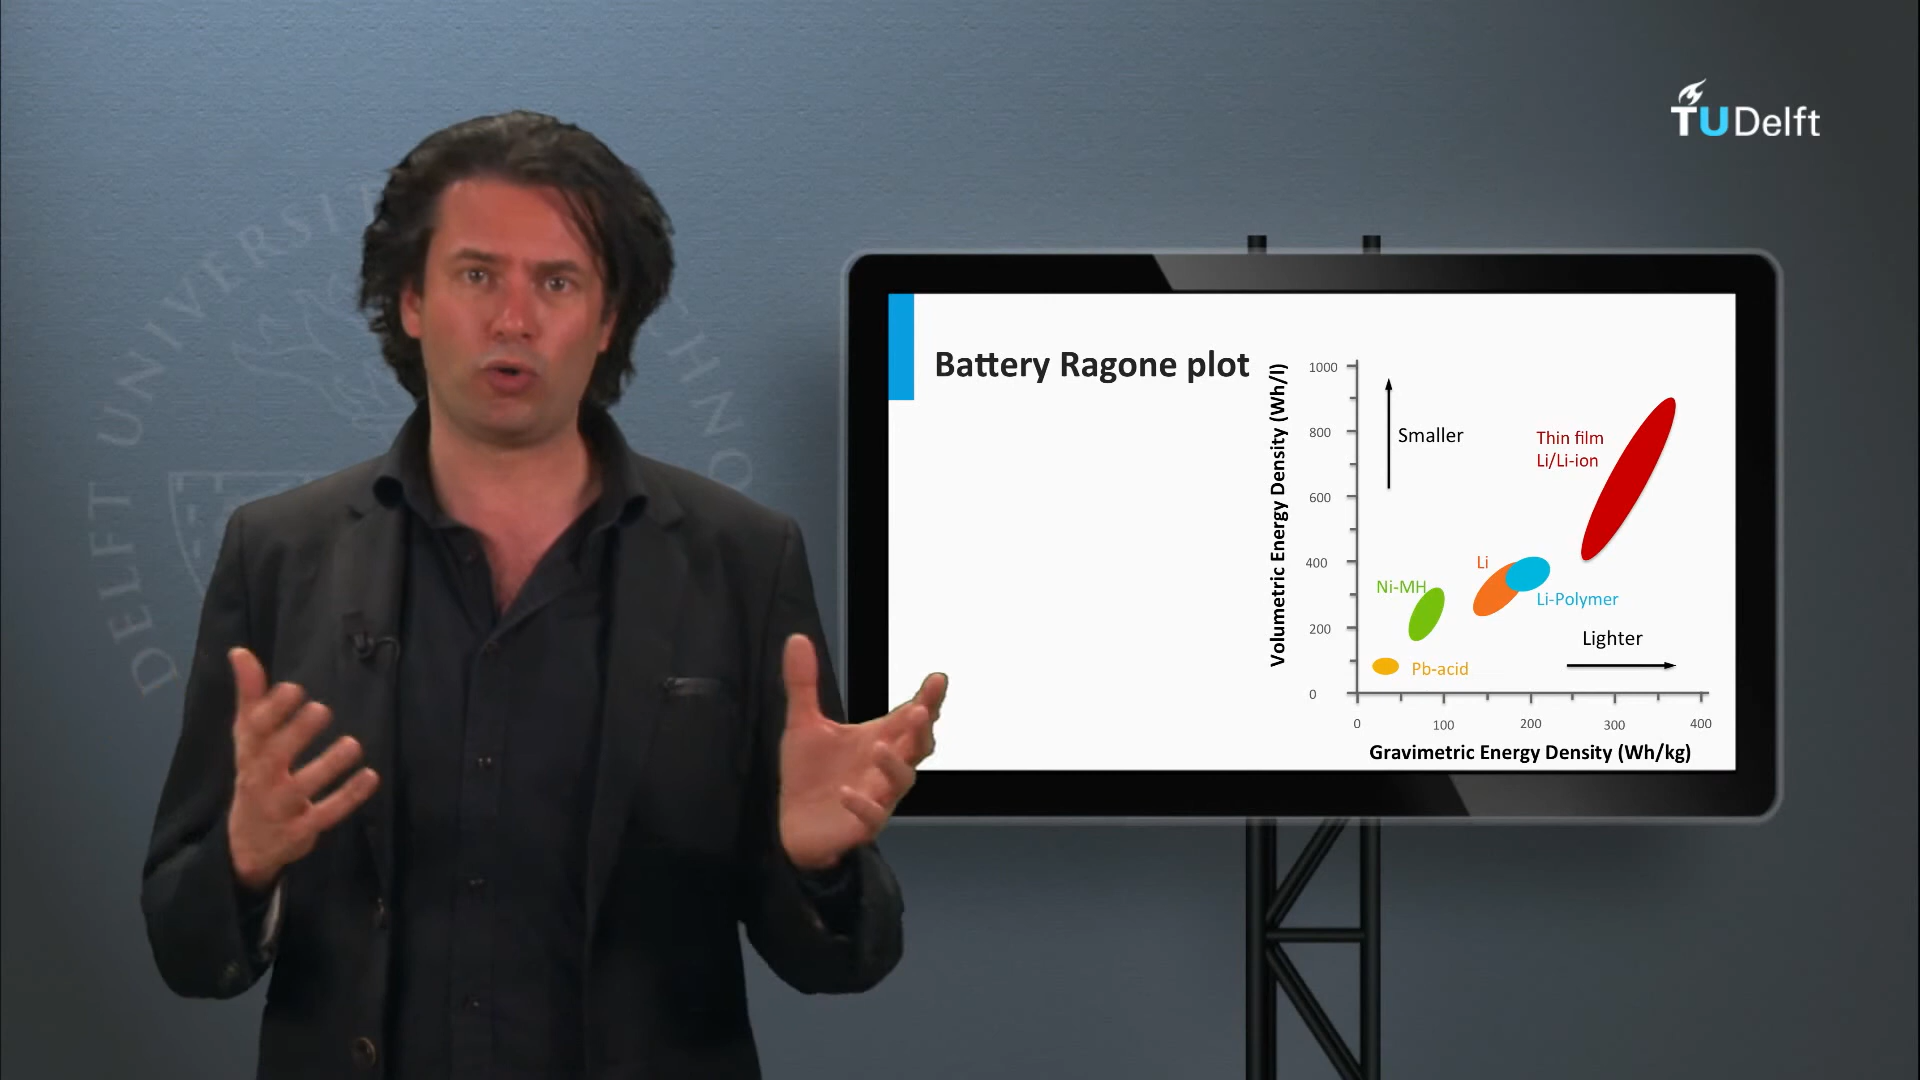 TUDelft
DELFT UNIVERSI
Battery Ragone plot
Volumetric Energy Density (Wh/l)
1000
800
600
400
200
0
Smaller
Thin film
Li/Li-ion
Li
Ni-MH
Li-Polymer
Lighter
Pb-acid
0 100 200 300 400
Gravimetric Energy Density (Wh/kg)